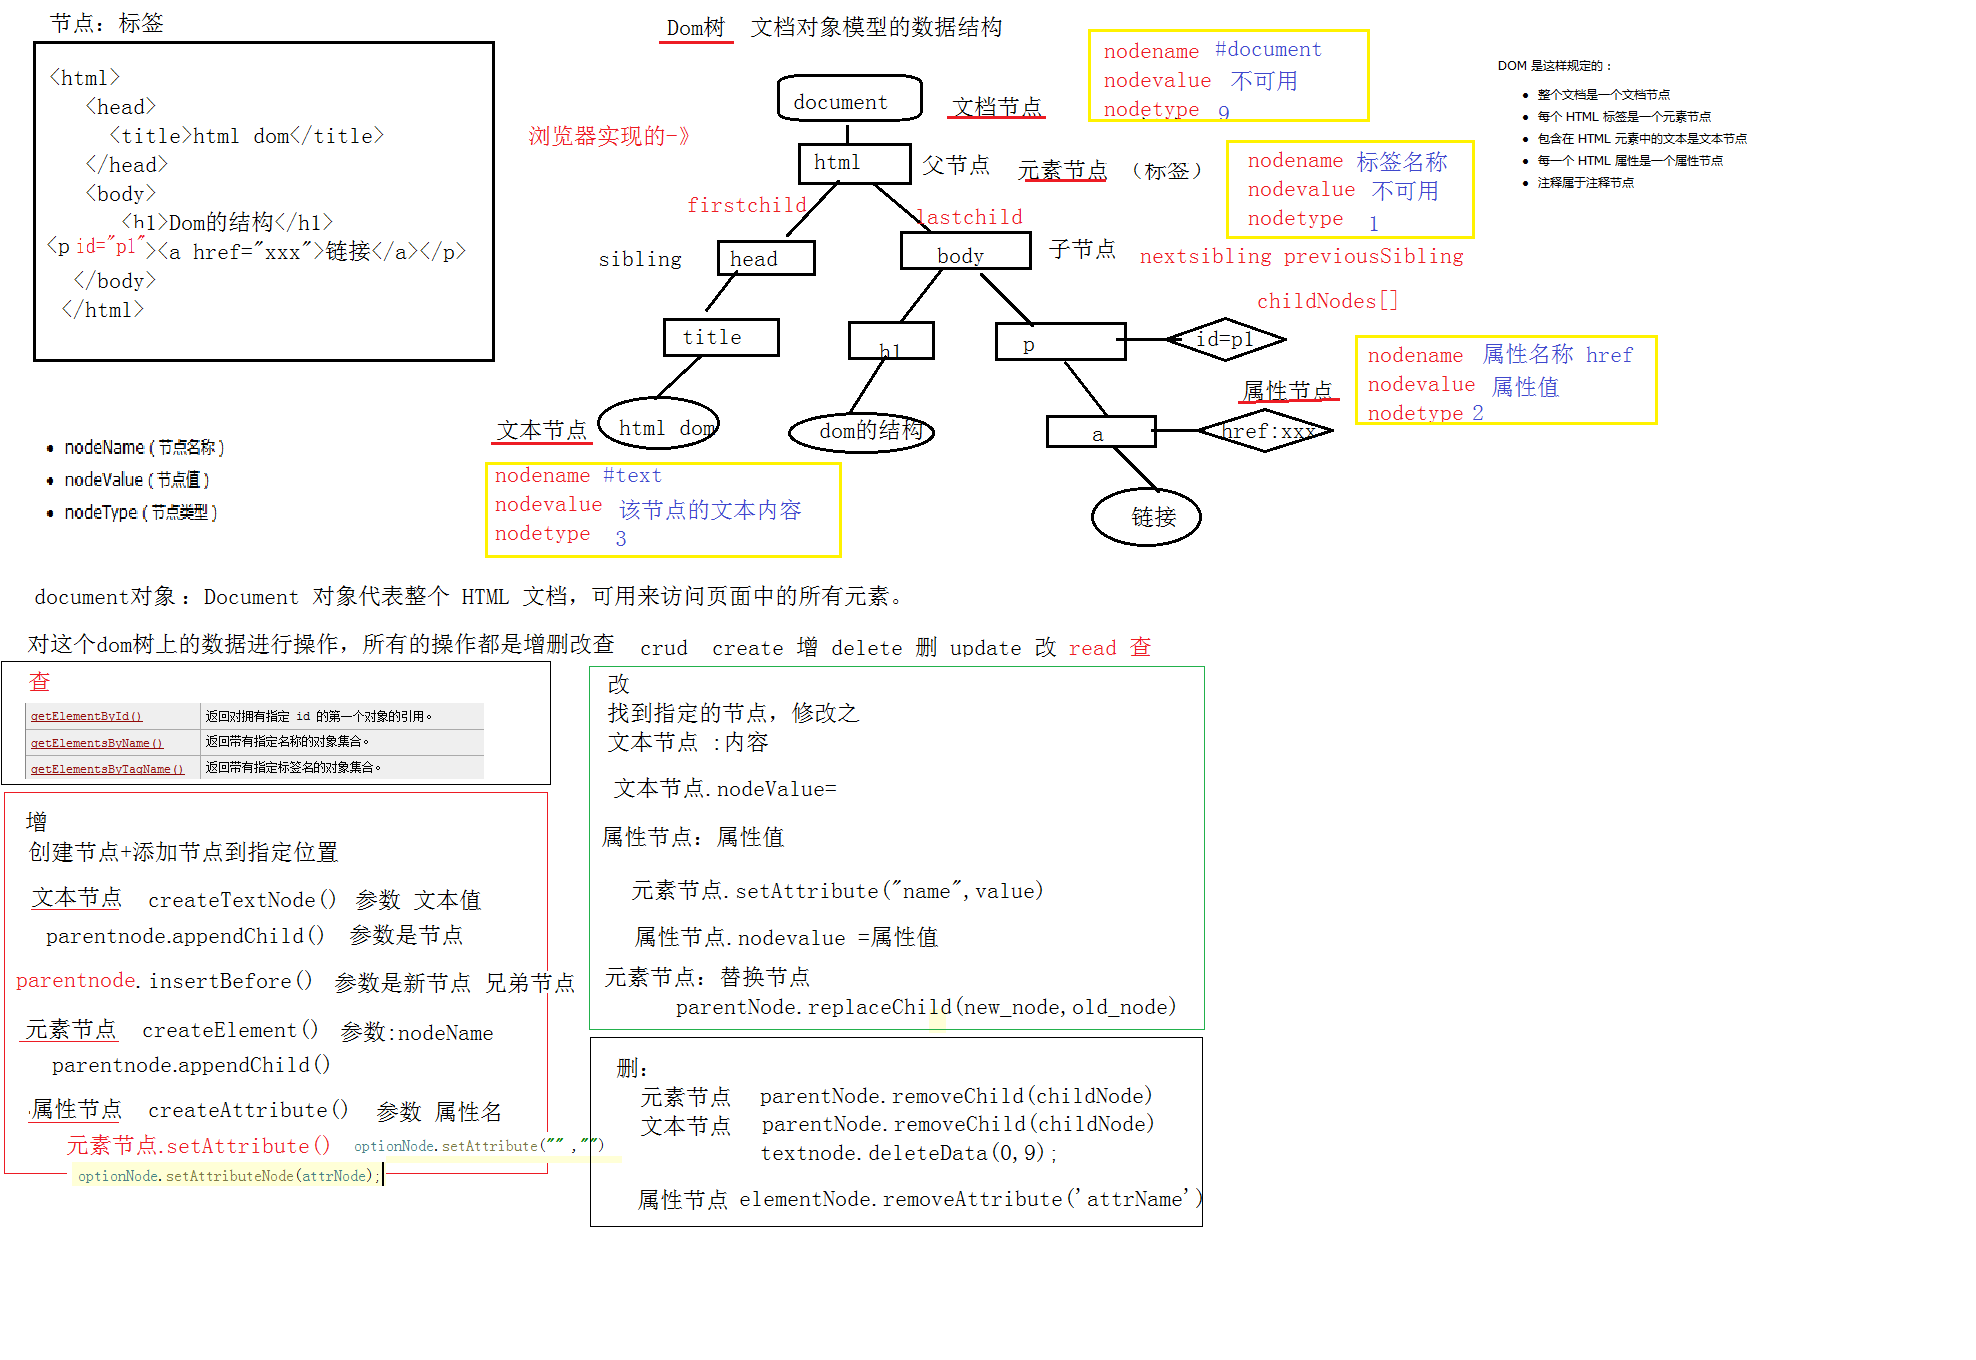 节点：标签
<html>
<head>
<title>html dom</title>
</head>
<body>
<h1>Dom的结构</h1>
<p id="p1"><a href="xxx">链接</a></p>
</body>
</html>
nodeName ( 节点名称 )
nodeValue ( 节点值 )
nodeType ( 节点类型 )
Dom树 文档对象模型的数据结构
浏览器实现的-》
document
文档节点
nodename #document
nodevalue 不可用
nodetype 9
html
父节点 元素节点 （标签）
nodename 标签名称
nodevalue 不可用
nodetype 1
firstchild
lastchild
sibling
head
body
子节点
nextsibling previousSibling
childNodes[]
title
h1
p
id=p1
属性节点
nodename 属性名称 href
nodevalue 属性值
nodetype 2
文本节点
html dom
dom的结构
a
href:xxx
nodename #text
nodevalue 该节点的文本内容
nodetype 3
链接
DOM 是这样规定的：
整个文档是一个文档节点
每个 HTML 标签是一个元素节点
包含在 HTML 元素中的文本是文本节点
每一个 HTML 属性是一个属性节点
注释属于注释节点
document对象：Document 对象代表整个 HTML 文档，可用来访问页面中的所有元素。
对这个dom树上的数据进行操作，所有的操作都是增删改查 crud create 增 delete 删 update 改 read 查
查
getElementById() 返回对拥有指定 id 的第一个对象的引用。
getElementsByName() 返回带有指定名称的对象集合。
getElementsByTagName() 返回带有指定标签名的对象集合。
增
创建节点+添加节点到指定位置
文本节点 createTextNode() 参数 文本值
parentnode.appendChild() 参数是节点
parentnode.insertBefore() 参数是新节点 兄弟节点
元素节点 createElement() 参数:nodeName
parentnode.appendChild()
属性节点 createAttribute() 参数 属性名
元素节点.setAttribute() optionNode.setAttribute("","")
optionNode.setAttributeNode(attrNode);
改
找到指定的节点，修改之
文本节点 :内容
文本节点.nodeValue=
属性节点：属性值
元素节点.setAttribute("name",value)
属性节点.nodevalue =属性值
元素节点：替换节点
parentNode.replaceChild(new_node,old_node)
删：
元素节点 parentNode.removeChild(childNode)
文本节点 parentNode.removeChild(childNode)
textnode.deleteData(0,9);
属性节点 elementNode.removeAttribute('attrName')